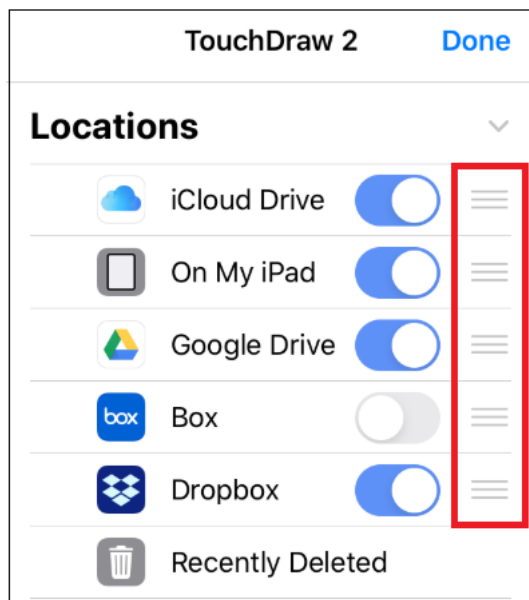 TouchDraw 2 Done
Locations
iCloud Drive
On My iPad
Google Drive
box Box
Dropbox
Recently Deleted